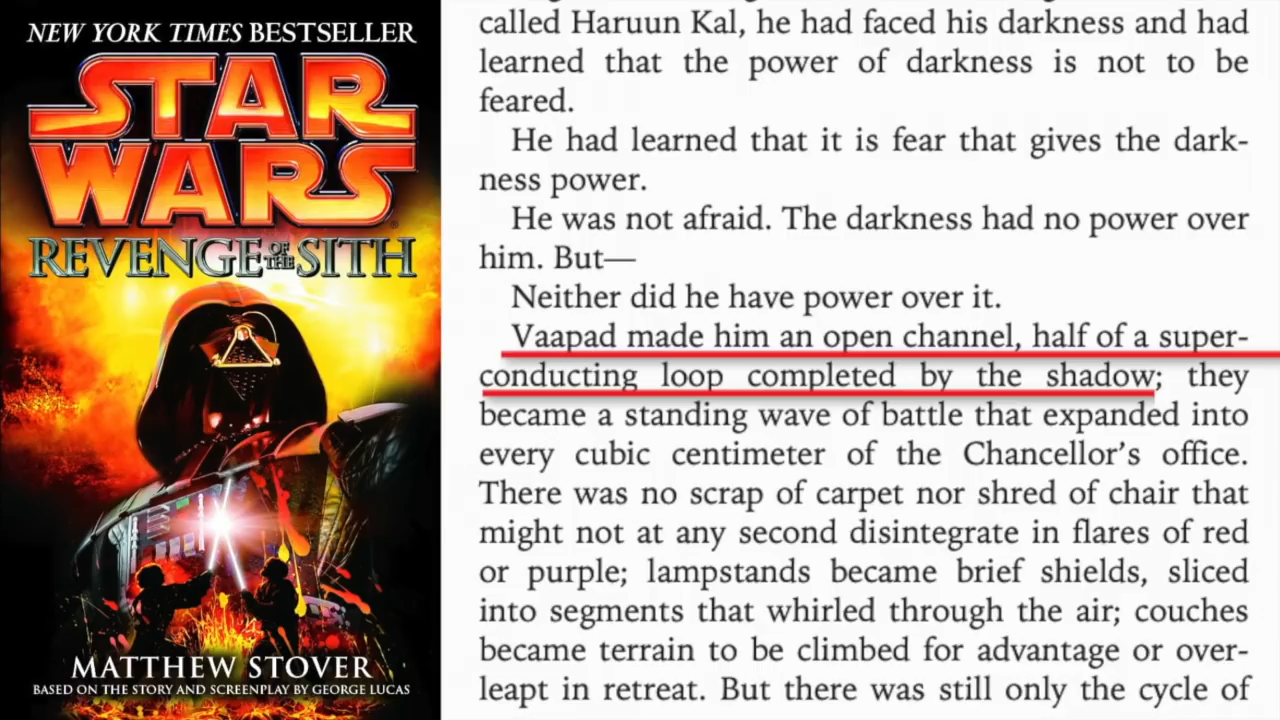 NEW YORK TIMES BESTSELLER
STAR
WARS
REVENGE OF THE SITH
MATTHEW STOVER
BASED ON THE STORY AND SCREENPLAY BY GEORGE LUCAS
called Haruun Kal, he had faced his darkness and had
learned that the power of darkness is not to be
feared.
He had learned that it is fear that gives the dark-
ness power.
He was not afraid. The darkness had no power over
him. But—
Neither did he have power over it.
Vaapad made him an open channel, half of a super-
conducting loop completed by the shadow; they
became a standing wave of battle that expanded into
every cubic centimeter of the Chancellor's office.
There was no scrap of carpet nor shred of chair that
might not at any second disintegrate in flares of red
or purple; lampstands became brief shields, sliced
into segments that whirled through the air; couches
became terrain to be climbed for advantage or over-
leapt in retreat. But there was still only the cycle of